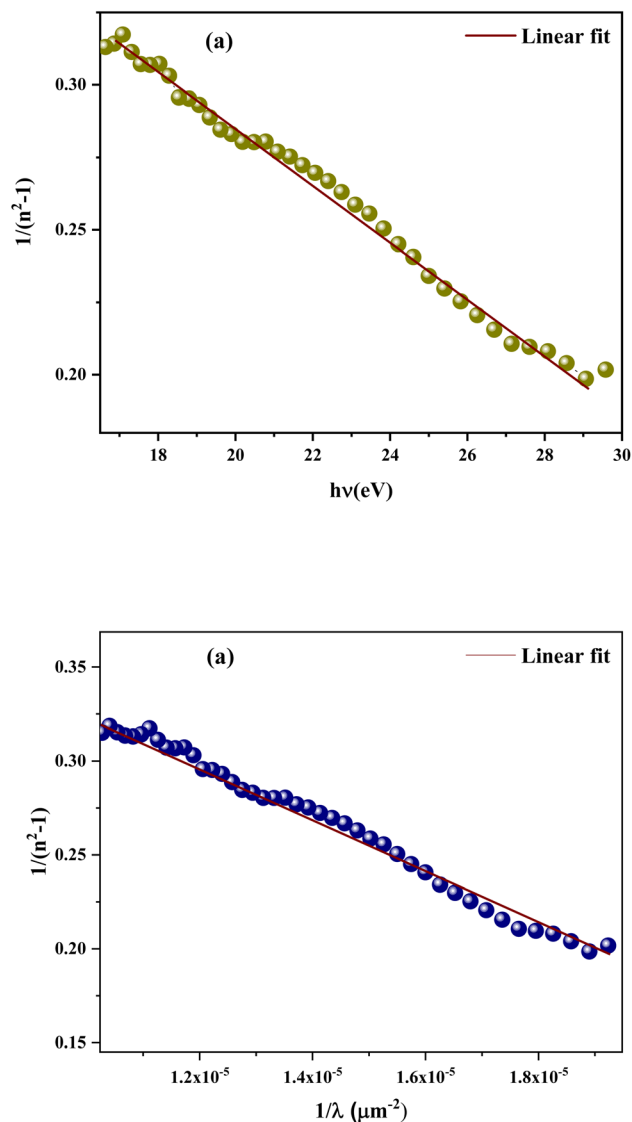 (a)
Linear fit
0.30
0.25
0.20
1/(n²-1)
18 20 22 24 26 28 30
hν(eV)
(a)
Linear fit
0.35
0.30
0.25
0.20
0.15
1/(n²-1)
1.2x10⁻⁵ 1.4x10⁻⁵ 1.6x10⁻⁵ 1.8x10⁻⁵
1/λ (μm⁻²)